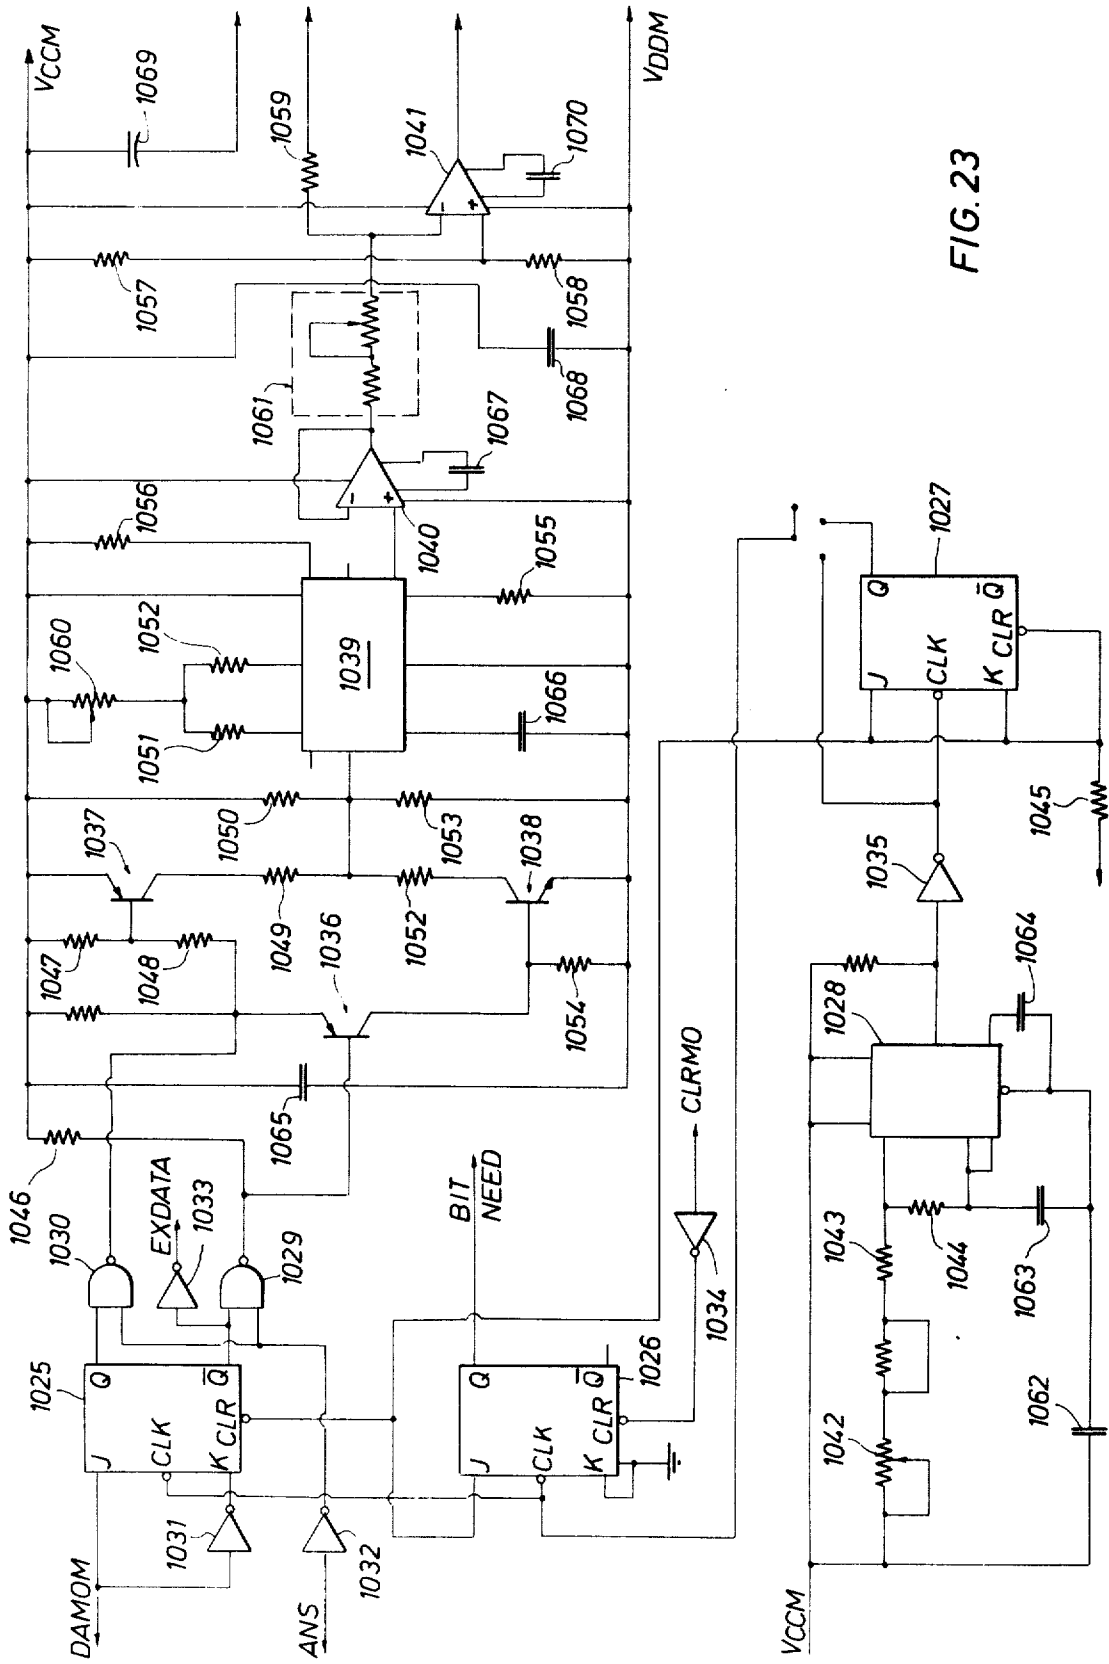 VCCM
1069
1059
1041
1070
VDDM
1057
1058
1061
1068
1067
1056
1040
1055
1060
1052
1051
1039
1066
1037
1050
1053
1038
1047
1048
1049
1036
1052
1054
1065
1046
1030
EXDATA
1033
1029
BIT
NEED
CLRMO
1034
1025
J
Q
CLK
K
CLR
Q̅
1031
1032
DAMOM
ANS
1026
J
Q
CLK
K
CLR
Q̅
VCCM
1042
1043
1044
1063
1062
1028
1064
1035
1027
J
Q
CLK
K
CLR
Q̅
1045
-
+
-
+
FIG. 23